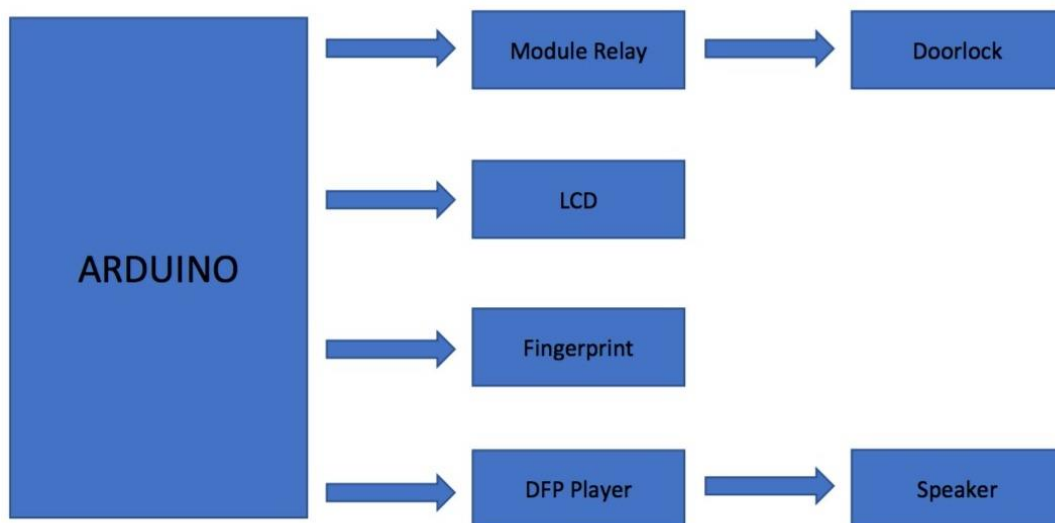 Module Relay
Doorlock
LCD
ARDUINO
Fingerprint
DFP Player
Speaker